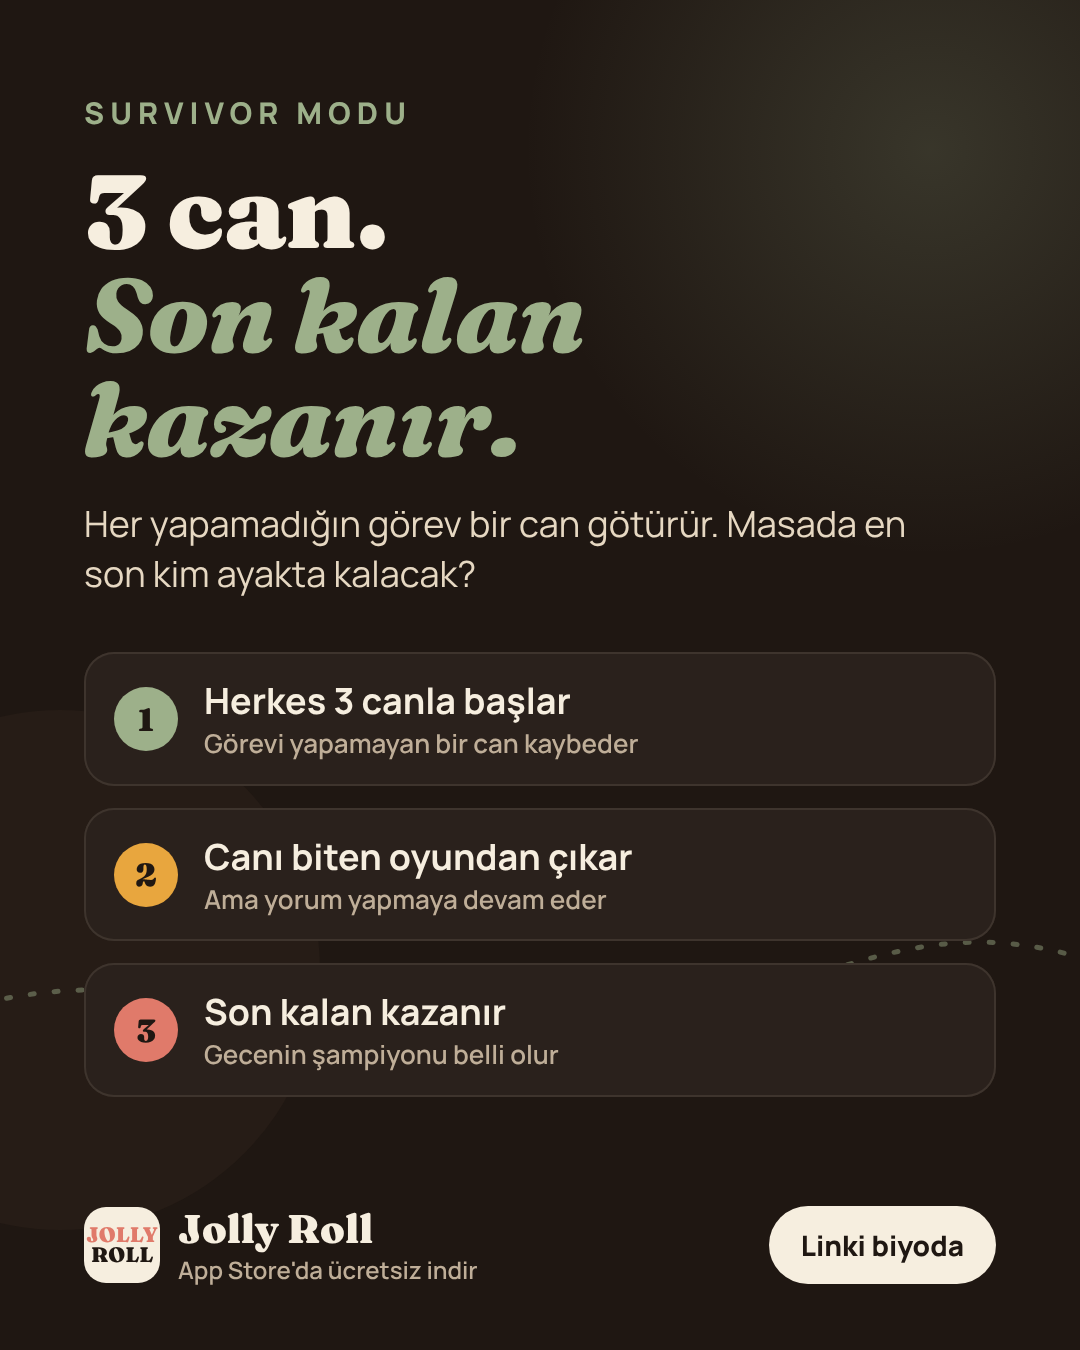 SURVIVOR MODU
3 can.
Son kalan
kazanır.
Her yapamadığın görev bir can götürür. Masada en
son kim ayakta kalacak?
1
Herkes 3 canla başlar
Görevi yapamayan bir can kaybeder
2
Canı biten oyundan çıkar
Ama yorum yapmaya devam eder
3
Son kalan kazanır
Gecenin şampiyonu belli olur
JOLLY
ROLL
Jolly Roll
App Store'da ücretsiz indir
Linki biyoda